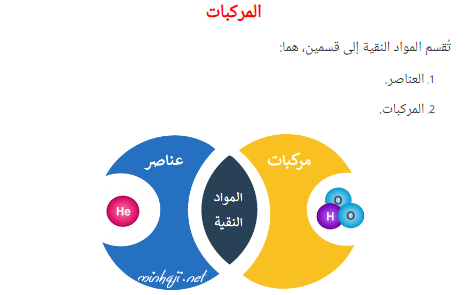 المركبات
تُقسم المواد النقية إلى قسمين، هما:
1. العناصر.
2. المركبات.
عناصر
مركبات
المواد
النقية
He
O
H
O
minhaji.net